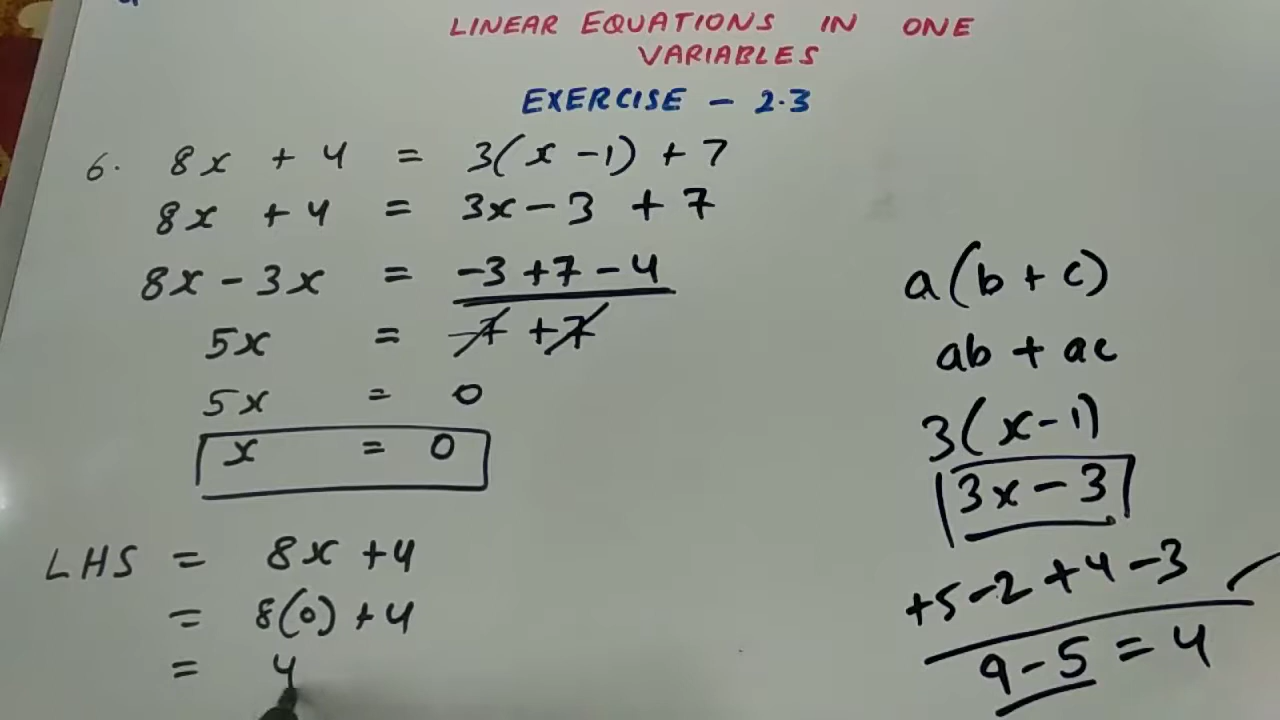 LINEAR EQUATIONS IN ONE
VARIABLES
EXERCISE - 2.3
6. 8x + 4 = 3(x - 1) + 7
8x + 4 = 3x - 3 + 7
8x - 3x = -3 + 7 - 4
5x = -7 + 7
5x = 0
x = 0
LHS = 8x + 4
= 8(0) + 4
= 4
a(b + c)
ab + ac
3(x - 1)
3x - 3
+5 - 2 + 4 - 3
9 - 5 = 4